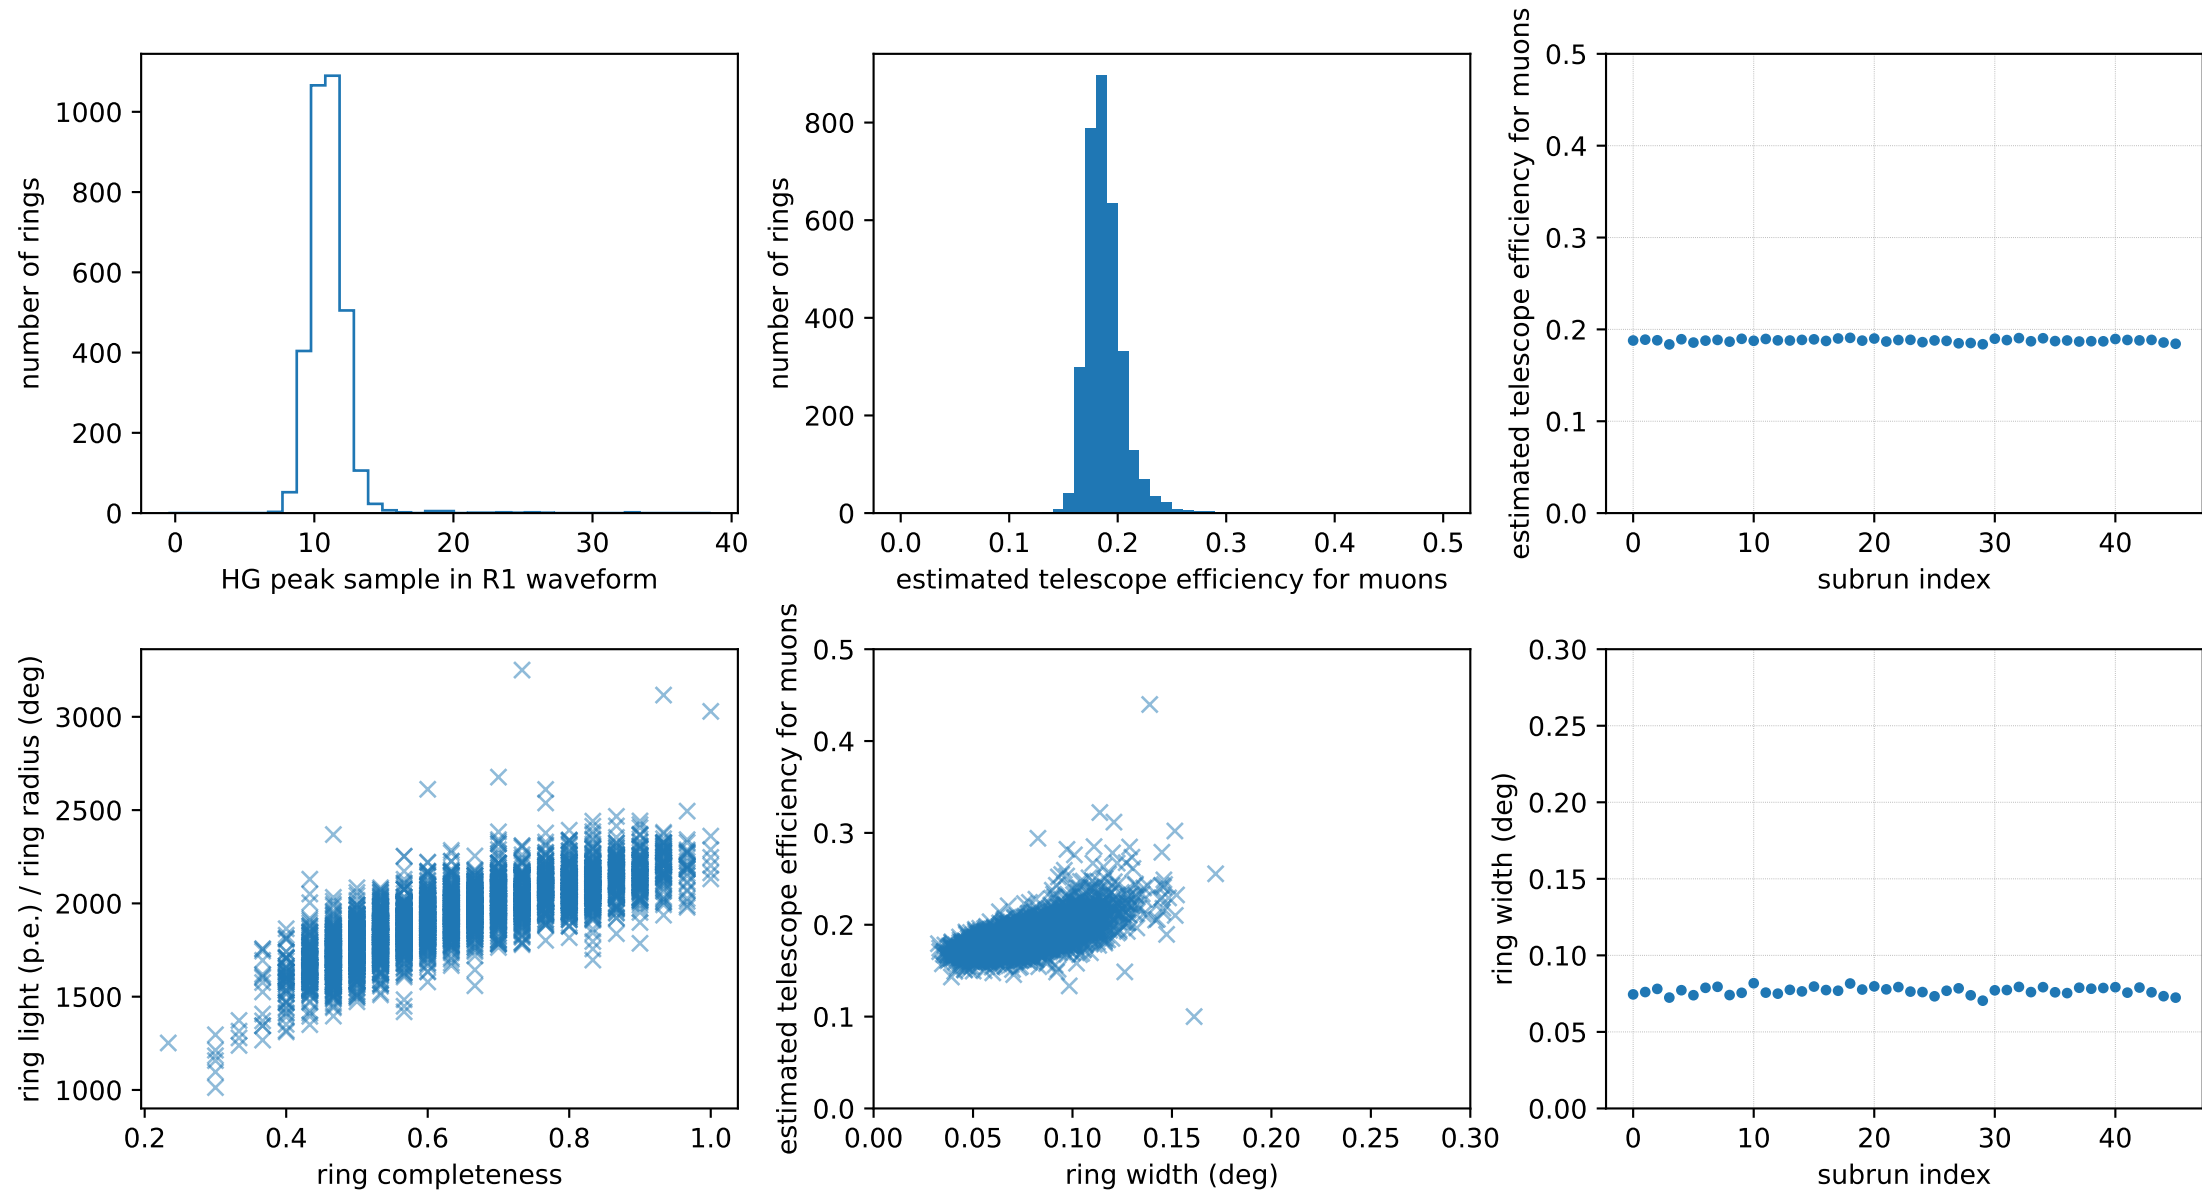 number of rings
1000
800
600
400
200
0
0 10 20 30 40
HG peak sample in R1 waveform
number of rings
800
600
400
200
0
0.0 0.1 0.2 0.3 0.4 0.5
estimated telescope efficiency for muons
estimated telescope efficiency for muons
0.5
0.4
0.3
0.2
0.1
0.0
0 10 20 30 40
subrun index
ring light (p.e.) / ring radius (deg)
3000
2500
2000
1500
1000
0.2 0.4 0.6 0.8 1.0
ring completeness
estimated telescope efficiency for muons
0.5
0.4
0.3
0.2
0.1
0.0
0.00 0.05 0.10 0.15 0.20 0.25 0.30
ring width (deg)
ring width (deg)
0.30
0.25
0.20
0.15
0.10
0.05
0.00
0 10 20 30 40
subrun index